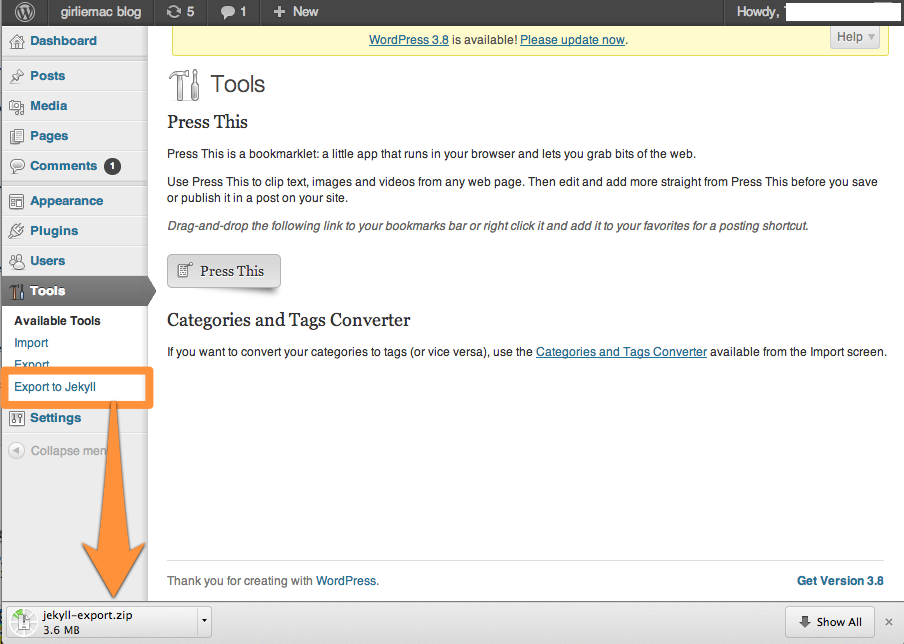 girliemac blog 5 1 New Howdy,
Dashboard
Posts
Media
Pages
Comments 1
Appearance
Plugins
Users
Tools
Available Tools
Import
Export
Export to Jekyll
Settings
Collapse men
WordPress 3.8 is available! Please update now.
Help
Tools
Press This
Press This is a bookmarklet: a little app that runs in your browser and lets you grab bits of the web.
Use Press This to clip text, images and videos from any web page. Then edit and add more straight from Press This before you save
or publish it in a post on your site.
Drag-and-drop the following link to your bookmarks bar or right click it and add it to your favorites for a posting shortcut.
Press This
Categories and Tags Converter
If you want to convert your categories to tags (or vice versa), use the Categories and Tags Converter available from the Import screen.
Thank you for creating with WordPress. Get Version 3.8
jekyll-export.zip
3.6 MB
Show All